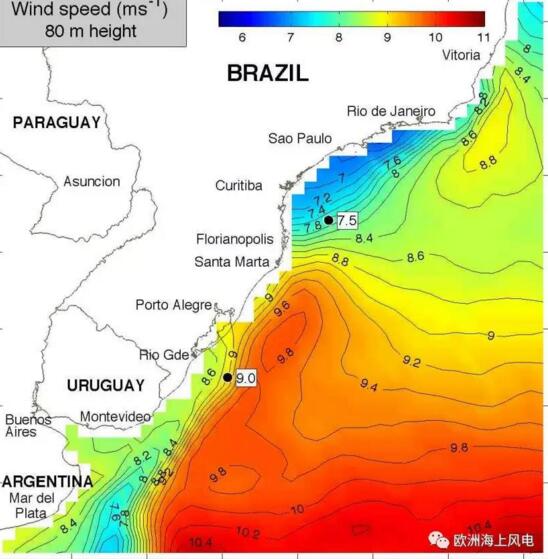 Wind speed (ms⁻¹)
80 m height
6 7 8 9 10 11
BRAZIL
Vitoria
8.4
8
8.2
PARAGUAY
Rio de Janeiro
8.6
Sao Paulo
8.8
7.6
Asuncion
7
8
Curitiba
7.2
7.4
7.8
7.5
Florianopolis
8.4
8.6
Santa Marta
8.8
9
Porto Alegre
9.6
9
9.8
Rio Gde
9
9.2
8.6
9.0
9.4
URUGUAY
Buenos
Aires
Montevideo
8.4
9.8
8.2
ARGENTINA
8.8
9.2
9.8
Mar del
Plata
10
8.4
7.6
7.8
10.2
10.4
10.4
欧洲海上风电